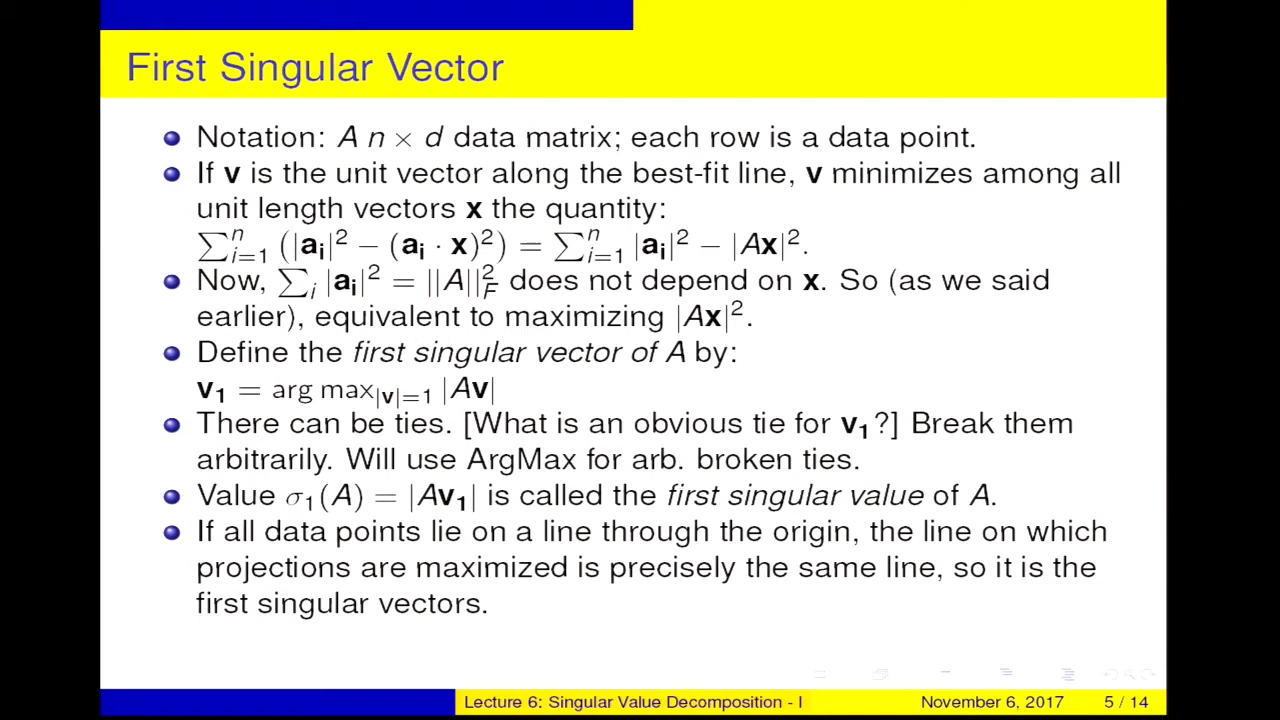 First Singular Vector
Notation: A n × d data matrix; each row is a data point.
If v is the unit vector along the best-fit line, v minimizes among all
unit length vectors x the quantity:
∑ⁿᵢ₌₁ (|aᵢ|² − (aᵢ · x)²) = ∑ⁿᵢ₌₁ |aᵢ|² − |Ax|².
Now, ∑ᵢ |aᵢ|² = ||A||²_F does not depend on x. So (as we said
earlier), equivalent to maximizing |Ax|².
Define the first singular vector of A by:
v₁ = arg max_{|v|=1} |Av|
There can be ties. [What is an obvious tie for v₁?] Break them
arbitrarily. Will use ArgMax for arb. broken ties.
Value σ₁(A) = |Av₁| is called the first singular value of A.
If all data points lie on a line through the origin, the line on which
projections are maximized is precisely the same line, so it is the
first singular vectors.
Lecture 6: Singular Value Decomposition - I November 6, 2017 5 / 14